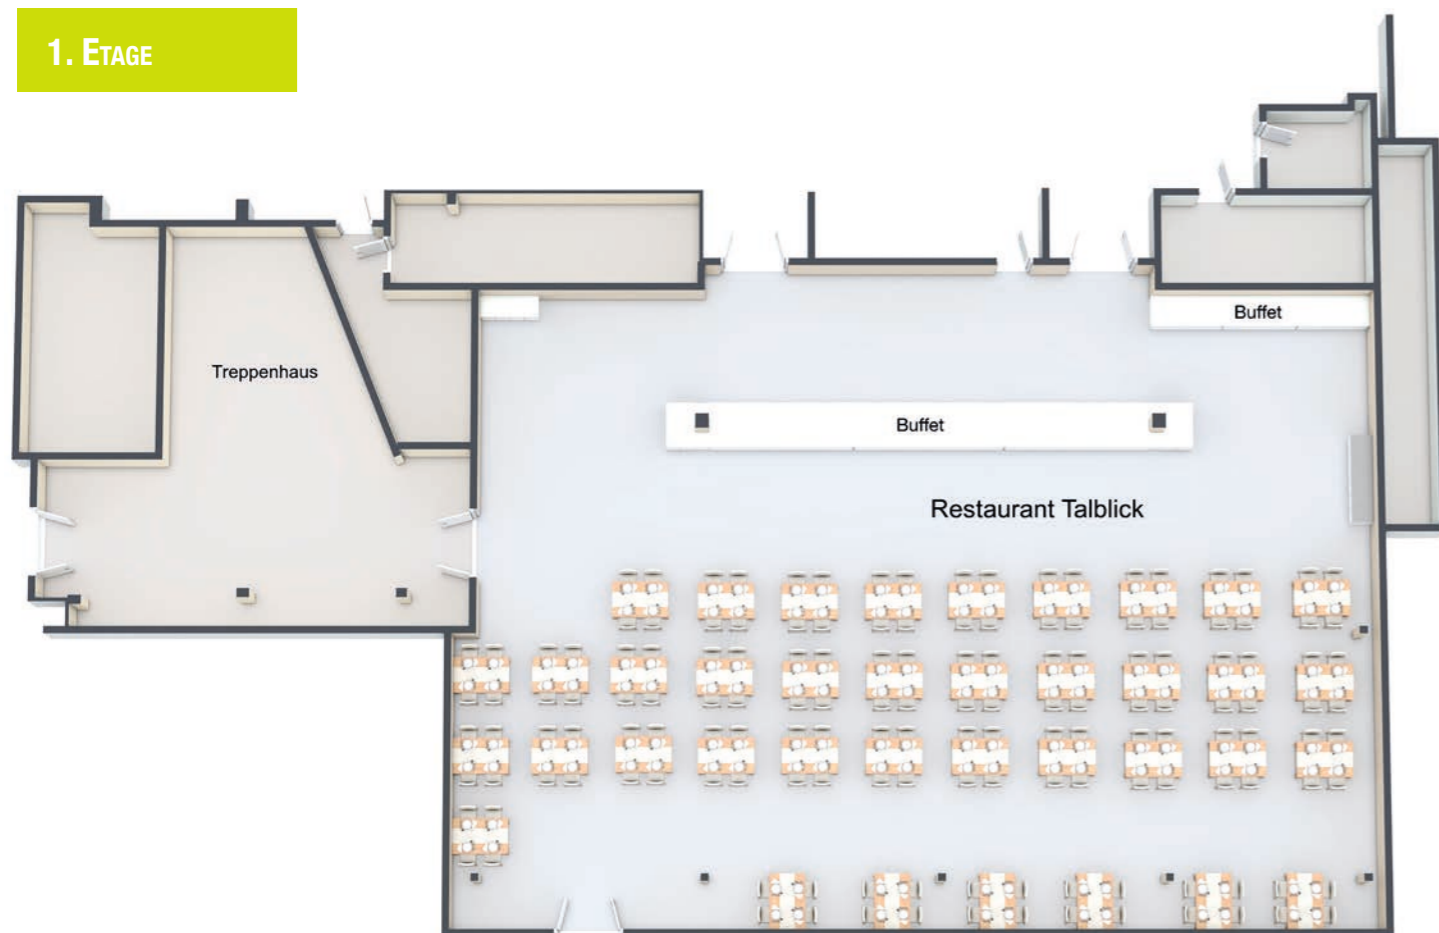 1. ETAGE
Buffet
Treppenhaus
Buffet
Restaurant Talblick